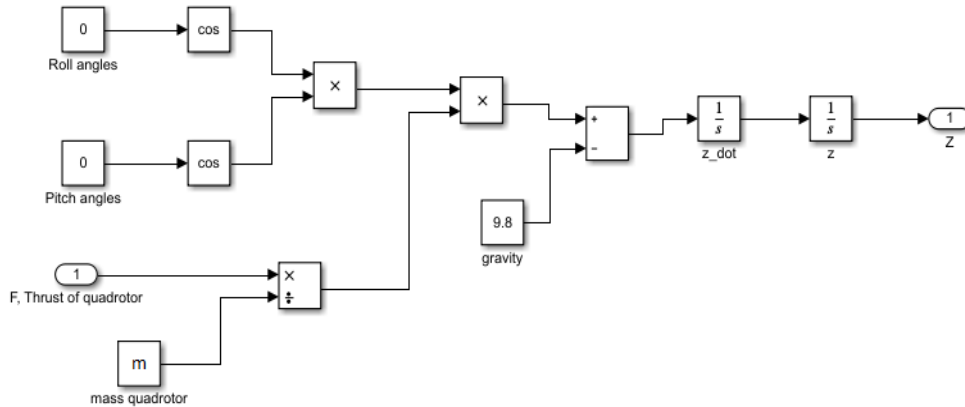 0
cos
Roll angles
×
×
+
−
1
s
z_dot
1
s
z
1
Z
0
cos
Pitch angles
9.8
gravity
1
F, Thrust of quadrotor
×
÷
m
mass quadrotor